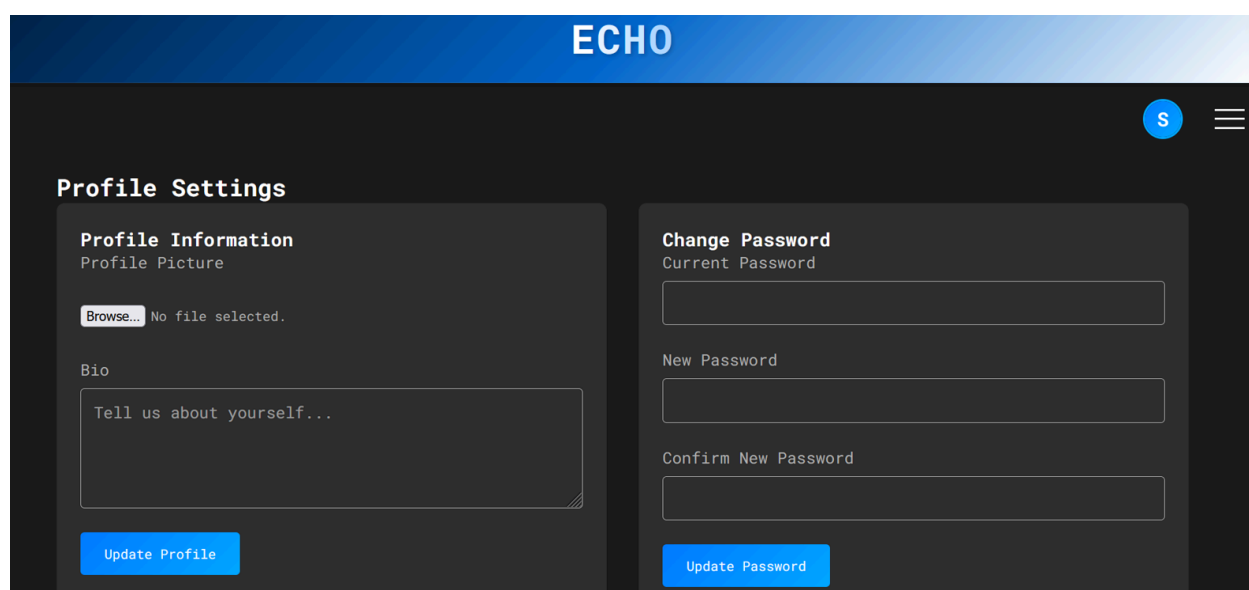 ECHO
S
Profile Settings
Profile Information
Profile Picture
Browse... No file selected.
Bio
Tell us about yourself...
Update Profile
Change Password
Current Password
New Password
Confirm New Password
Update Password